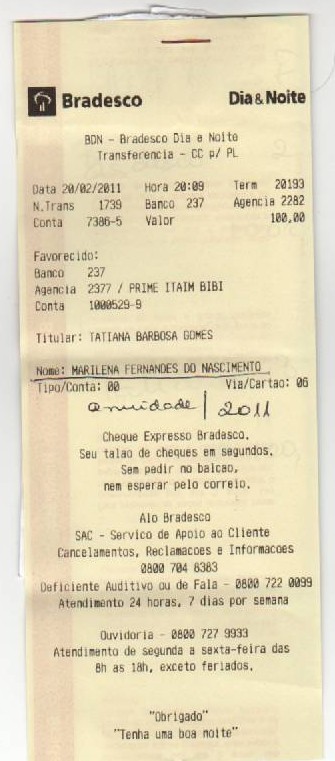 Bradesco Dia & Noite
BDN - Bradesco Dia e Noite
Transferencia - CC p/ PL
Data 20/02/2011 Hora 20:09 Term 20193
N.Trans 1739 Banco 237 Agencia 2282
Conta 7386-5 Valor 100,00
Favorecido:
Banco 237
Agencia 2377 / PRIME ITAIM BIBI
Conta 1000529-9
Titular: TATIANA BARBOSA GOMES
Nome: MARILENA FERNANDES DO NASCIMENTO
Tipo/Conta: 00 Via/Cartao: 06
anuidade / 2011
Cheque Expresso Bradesco.
Seu talao de cheques em segundos.
Sem pedir no balcao,
nem esperar pelo correio.
Alo Bradesco
SAC - Servico de Apoio ao Cliente
Cancelamentos, Reclamacoes e Informacoes
0800 704 8383
Deficiente Auditivo ou de Fala - 0800 722 0099
Atendimento 24 horas, 7 dias por semana
Ouvidoria - 0800 727 9933
Atendimento de segunda a sexta-feira das
8h as 18h, exceto feriados.
"Obrigado"
"Tenha uma boa noite"